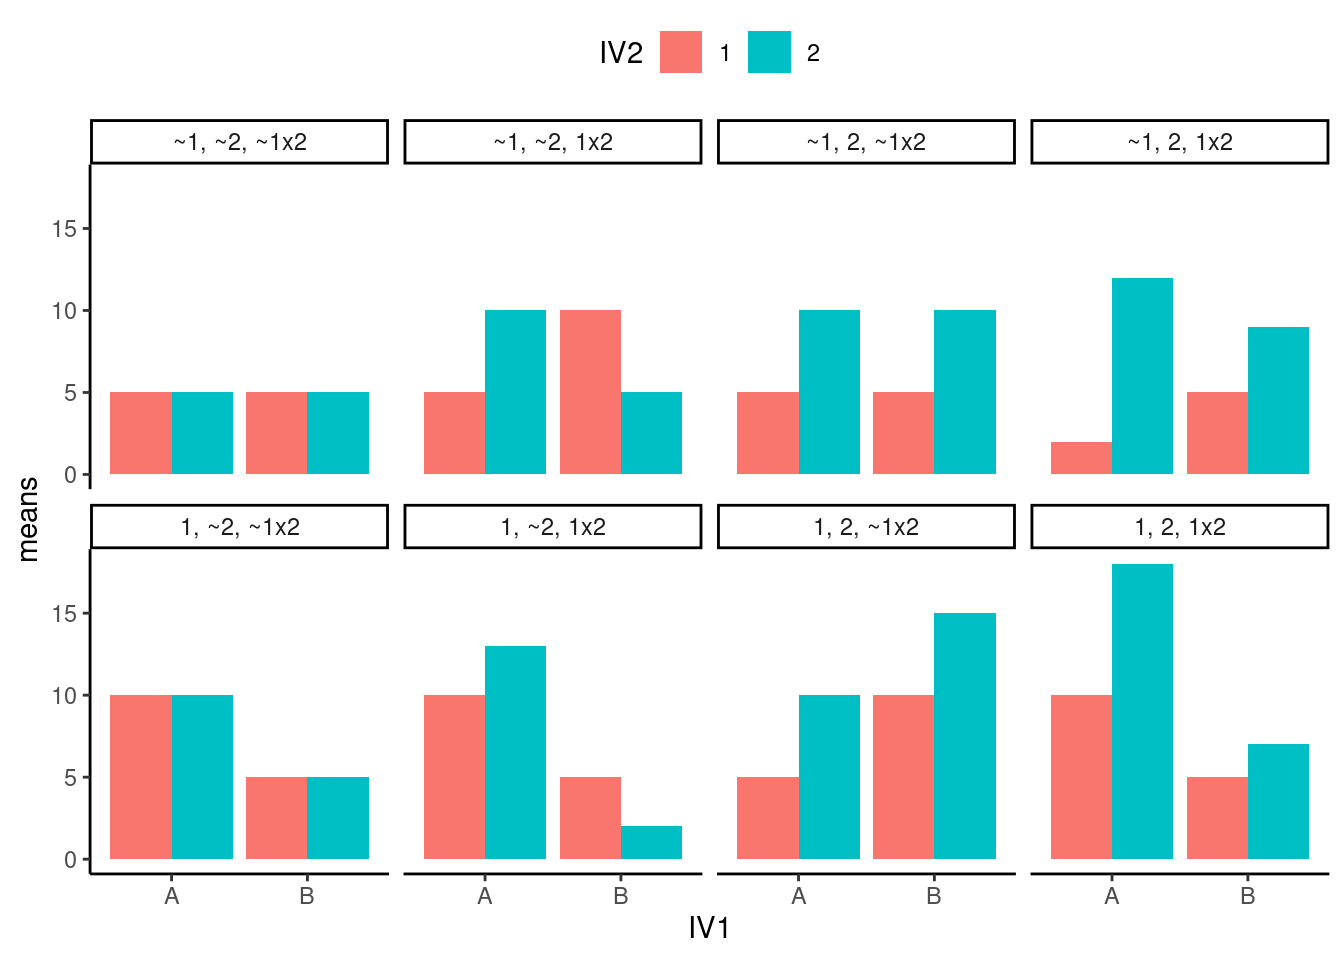 IV2 1 2
~1, ~2, ~1x2 ~1, ~2, 1x2 ~1, 2, ~1x2 ~1, 2, 1x2
15
10
5
0
means
1, ~2, ~1x2 1, ~2, 1x2 1, 2, ~1x2 1, 2, 1x2
15
10
5
0
A B A B A B A B
IV1